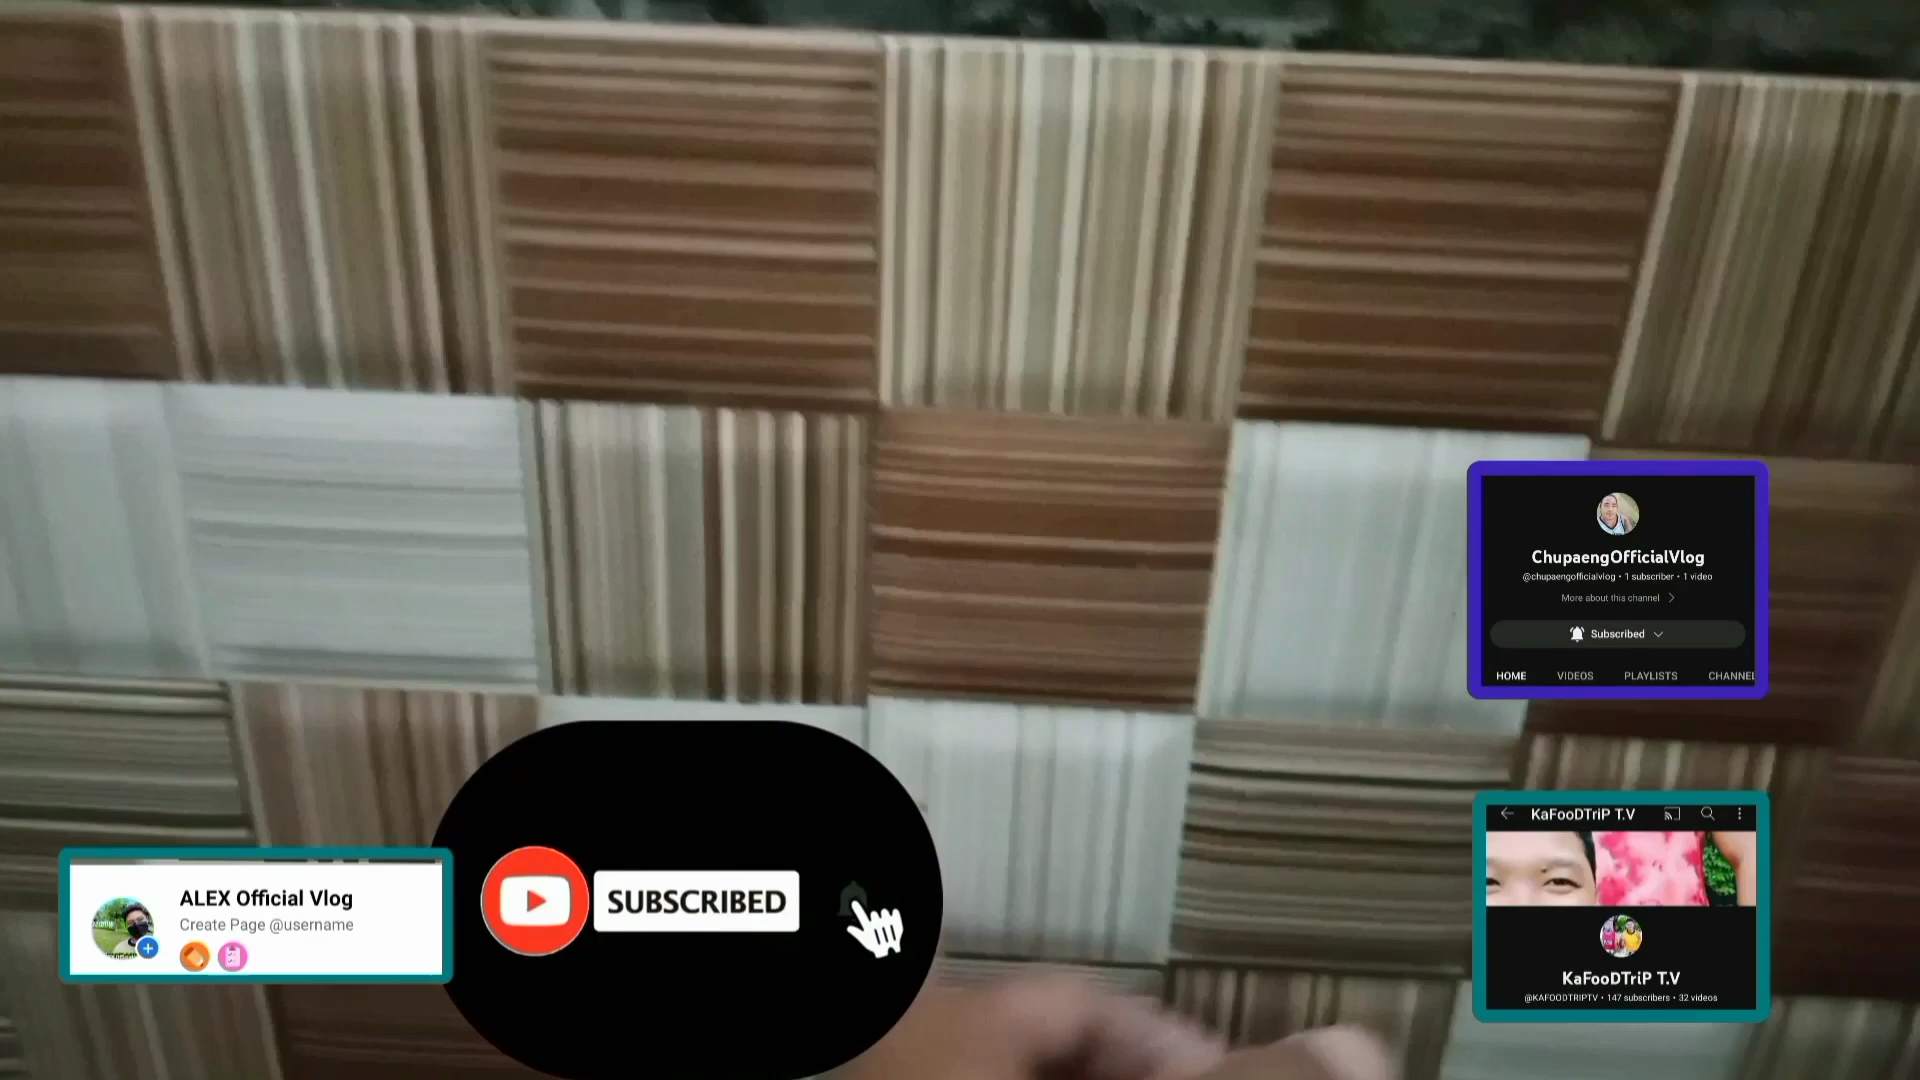 ChupaengOfficialVlog
@chupaengofficialvlog • 1 subscriber • 1 video
More about this channel
Subscribed
HOME VIDEOS PLAYLISTS CHANNEL
KaFooDTriP T.V
KaFooDTriP T.V
@KAFOODTRIPTV • 147 subscribers • 32 videos
ALEX Official Vlog
Create Page @username
SUBSCRIBED